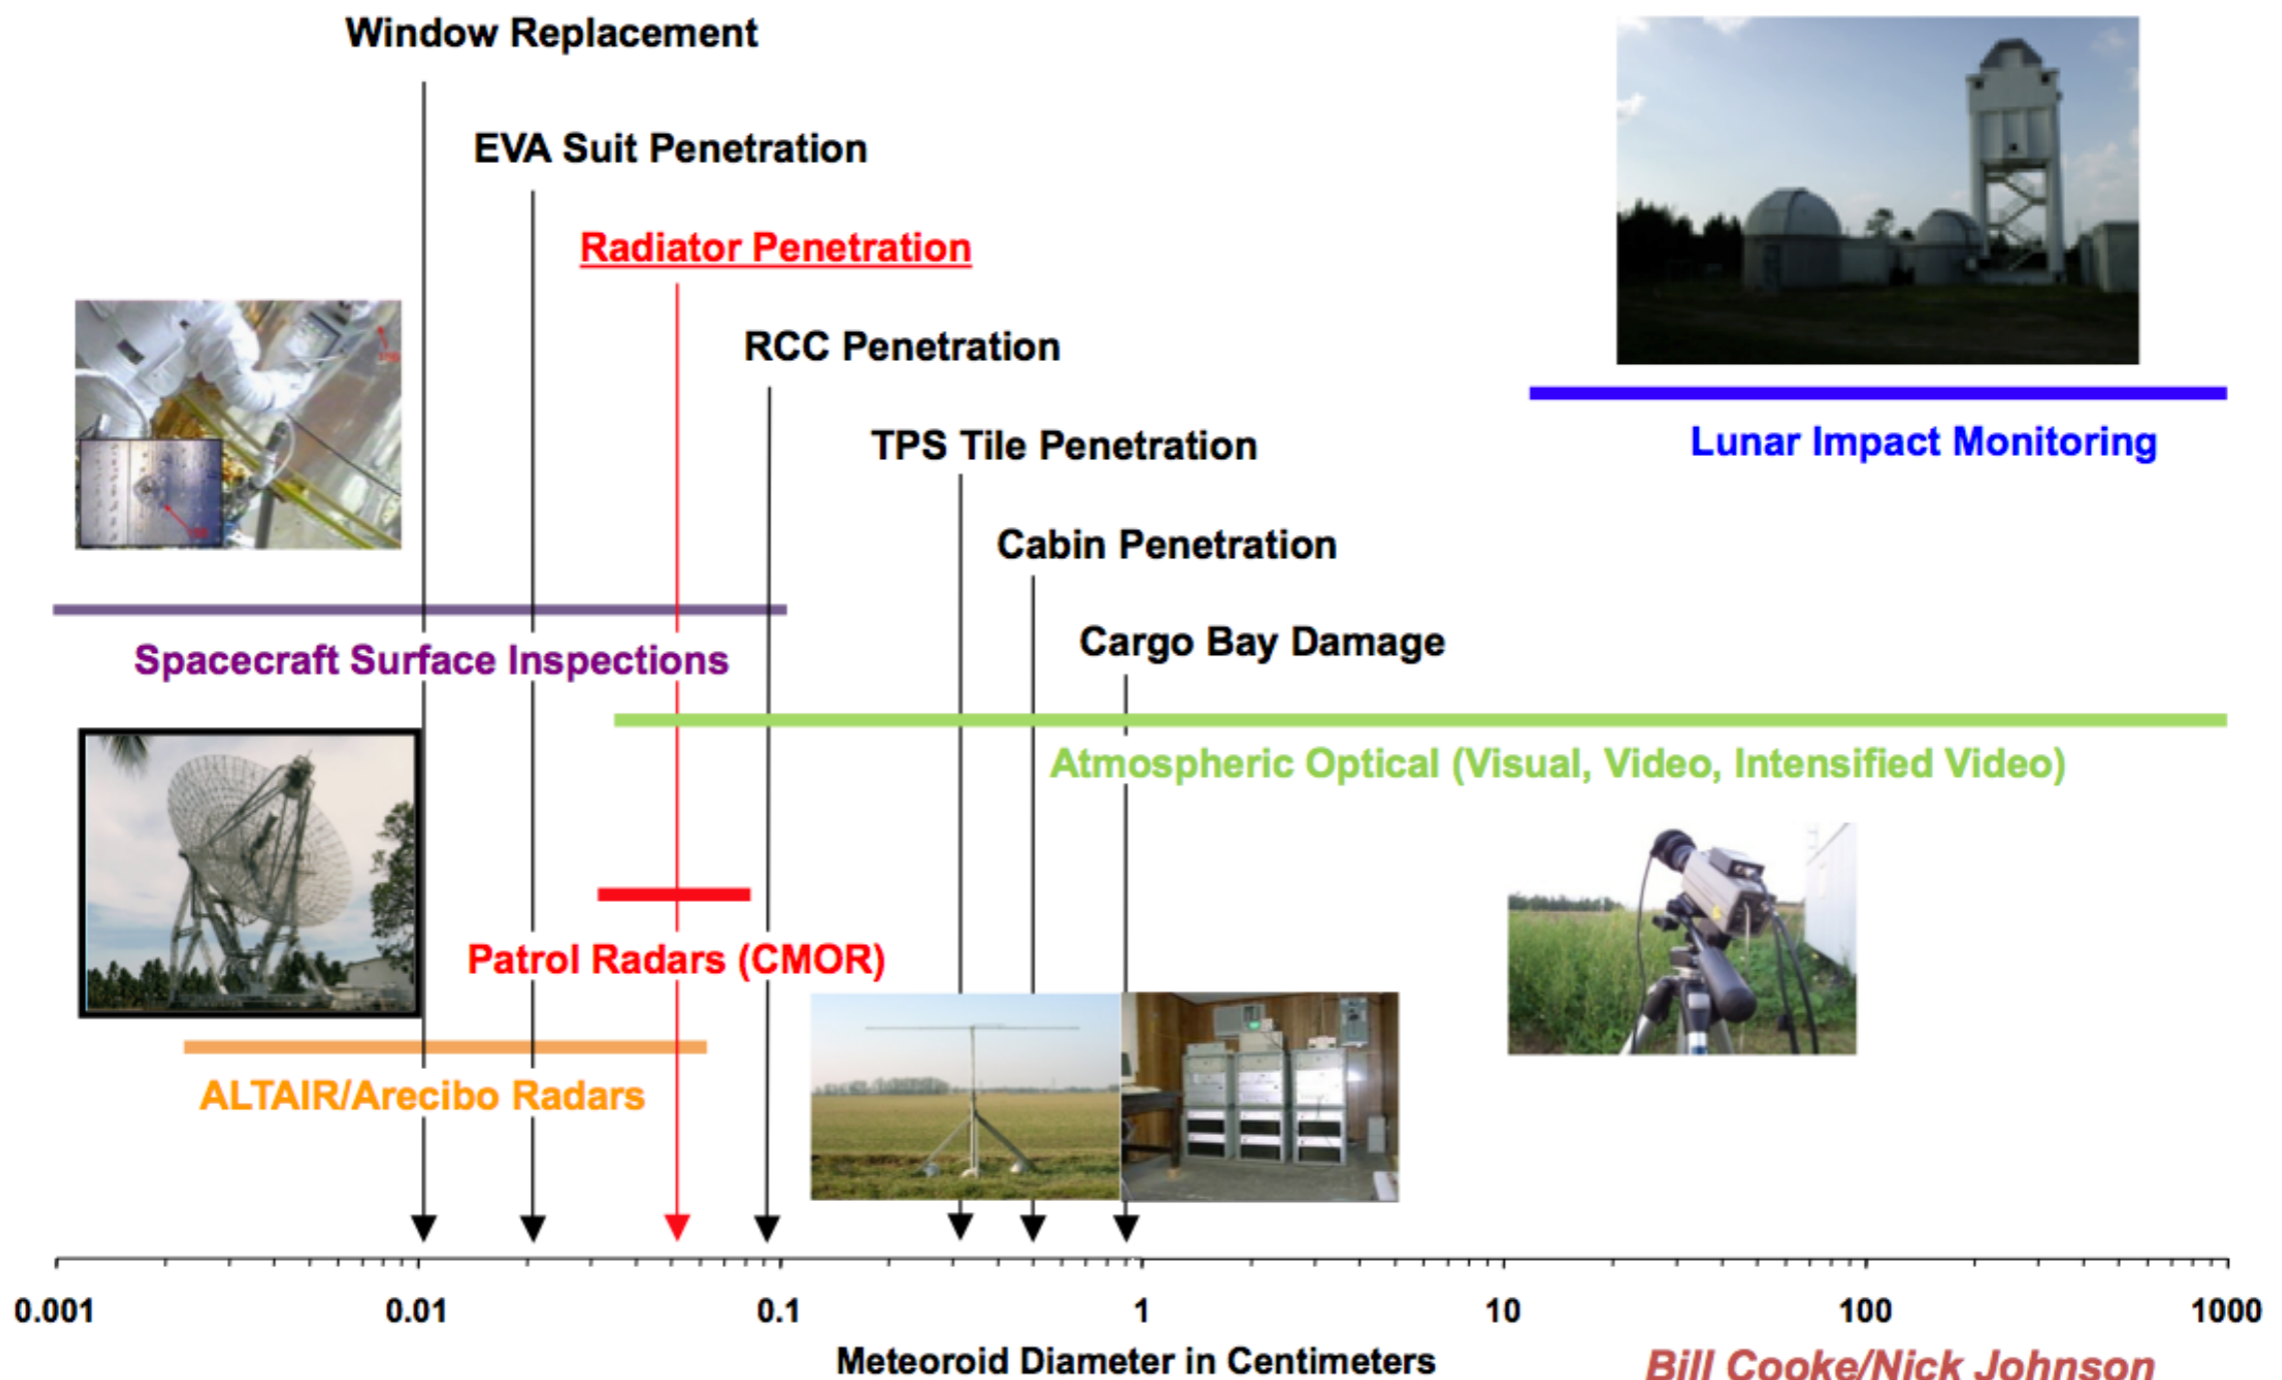 Window Replacement
EVA Suit Penetration
Radiator Penetration
RCC Penetration
TPS Tile Penetration
Lunar Impact Monitoring
Cabin Penetration
Cargo Bay Damage
Spacecraft Surface Inspections
Atmospheric Optical (Visual, Video, Intensified Video)
Patrol Radars (CMOR)
ALTAIR/Arecibo Radars
0.001 0.01 0.1 1 10 100 1000
Meteoroid Diameter in Centimeters
Bill Cooke/Nick Johnson